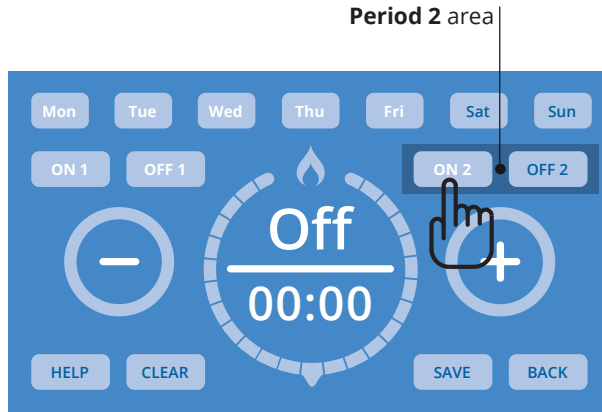 Period 2 area
Mon Tue Wed Thu Fri Sat Sun
ON 1 OFF 1 ON 2 OFF 2
Off
00:00
HELP CLEAR SAVE BACK